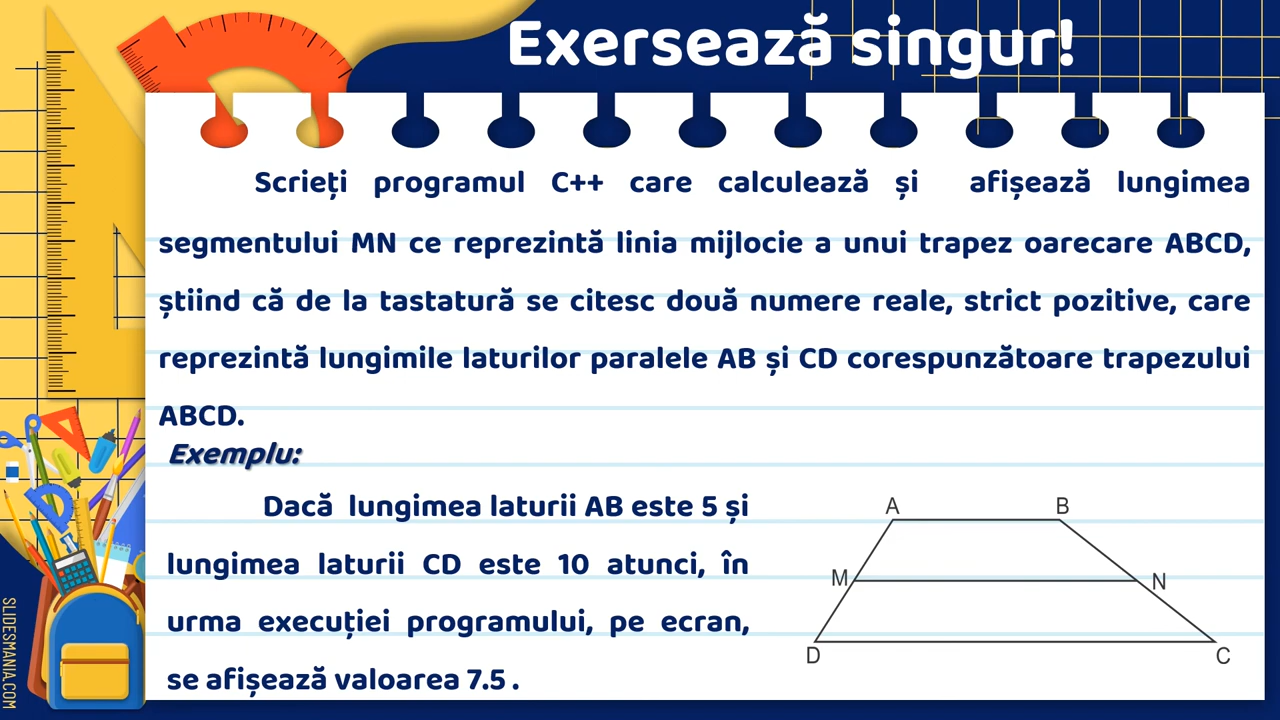 Exersează singur!
Scrieți programul C++ care calculează și afișează lungimea
segmentului MN ce reprezintă linia mijlocie a unui trapez oarecare ABCD,
știind că de la tastatură se citesc două numere reale, strict pozitive, care
reprezintă lungimile laturilor paralele AB și CD corespunzătoare trapezului
ABCD.
Exemplu:
Dacă lungimea laturii AB este 5 și
lungimea laturii CD este 10 atunci, în
urma execuției programului, pe ecran,
se afișează valoarea 7.5 .
A B
M N
D C
SLIDESMANIA.COM